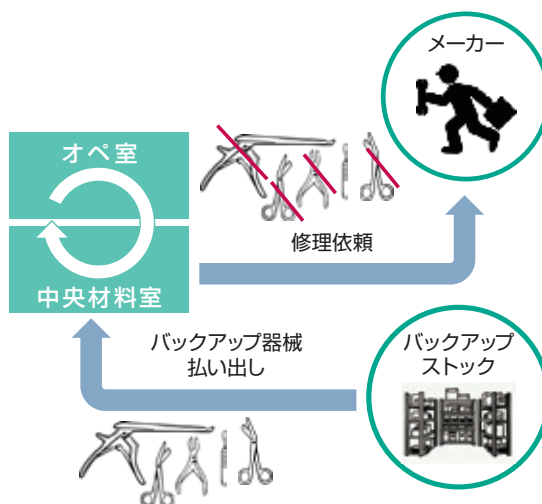 メーカー
オペ室
中央材料室
修理依頼
バックアップ器械
払い出し
バックアップ
ストック